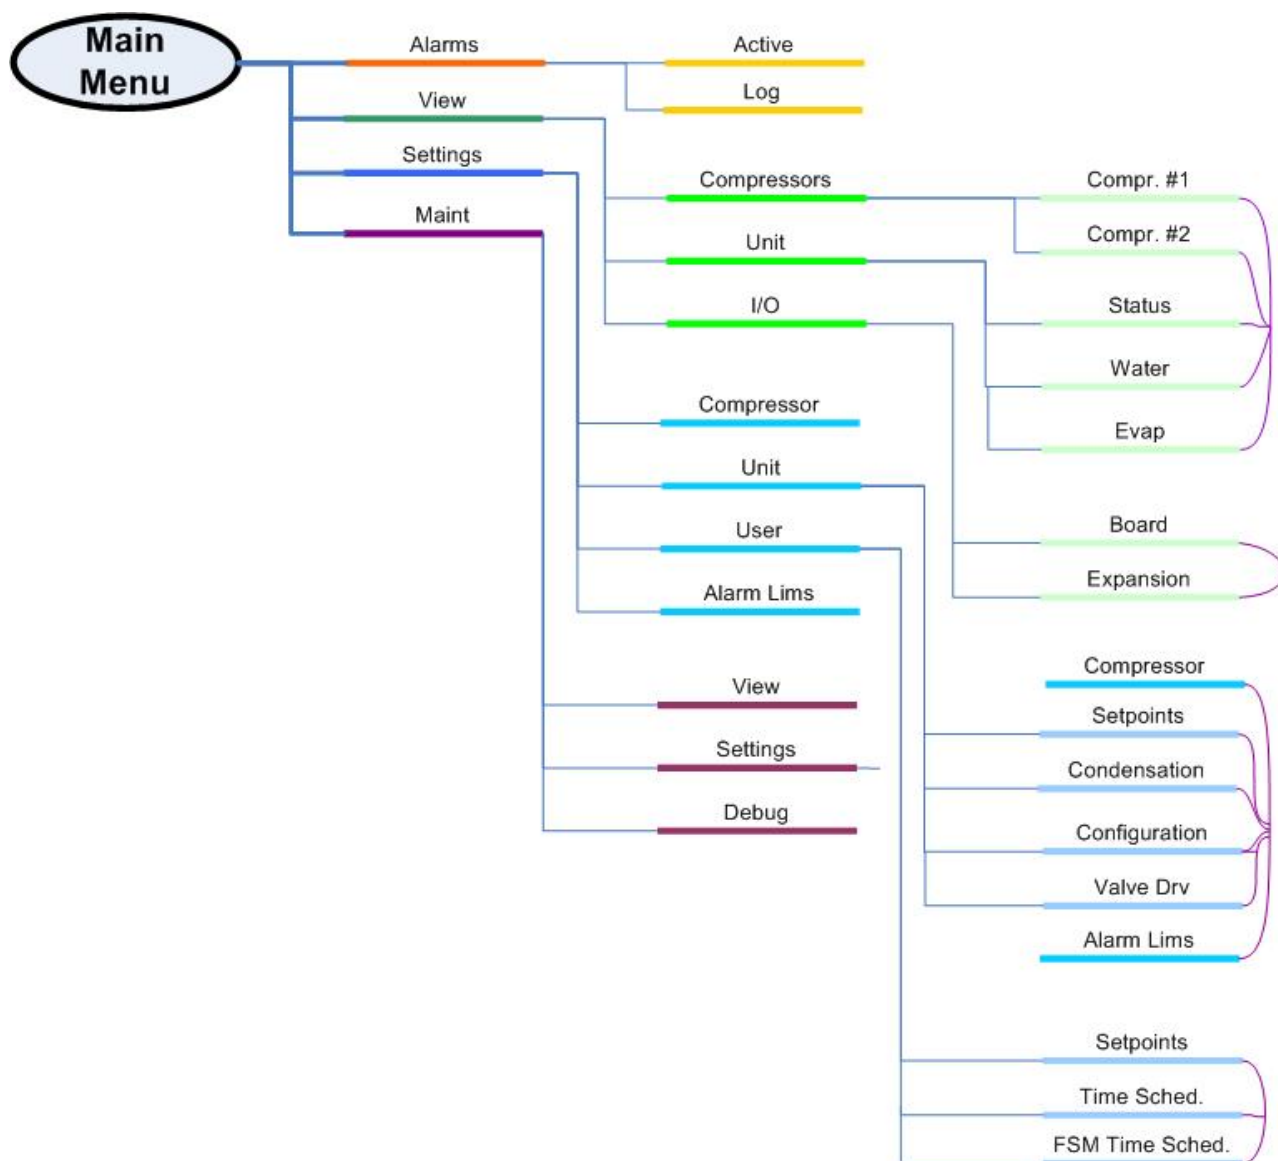 Main
Menu
Alarms
Active
Log
View
Settings
Maint
Compressors
Compr. #1
Compr. #2
Unit
Status
I/O
Water
Evap
Compressor
Unit
User
Alarm Lims
Board
Expansion
View
Settings
Debug
Compressor
Setpoints
Condensation
Configuration
Valve Drv
Alarm Lims
Setpoints
Time Sched.
FSM Time Sched.